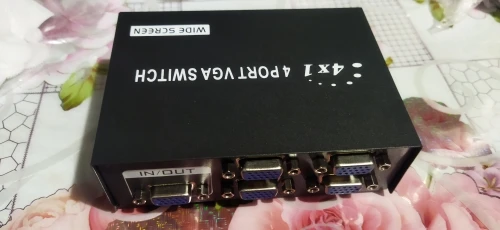 4x1
4 PORT VGA SWITCH
WIDE SCREEN
IN/OUT